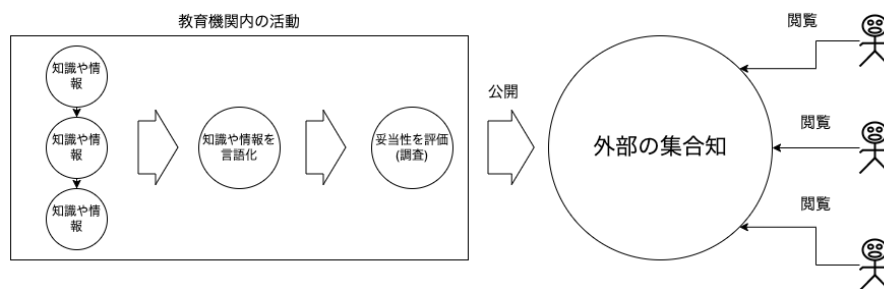 教育機関内の活動
知識や情
報
知識や情
報
知識や情
報
知識や情報を
言語化
妥当性を評価
(調査)
公開
外部の集合知
閲覧
閲覧
閲覧